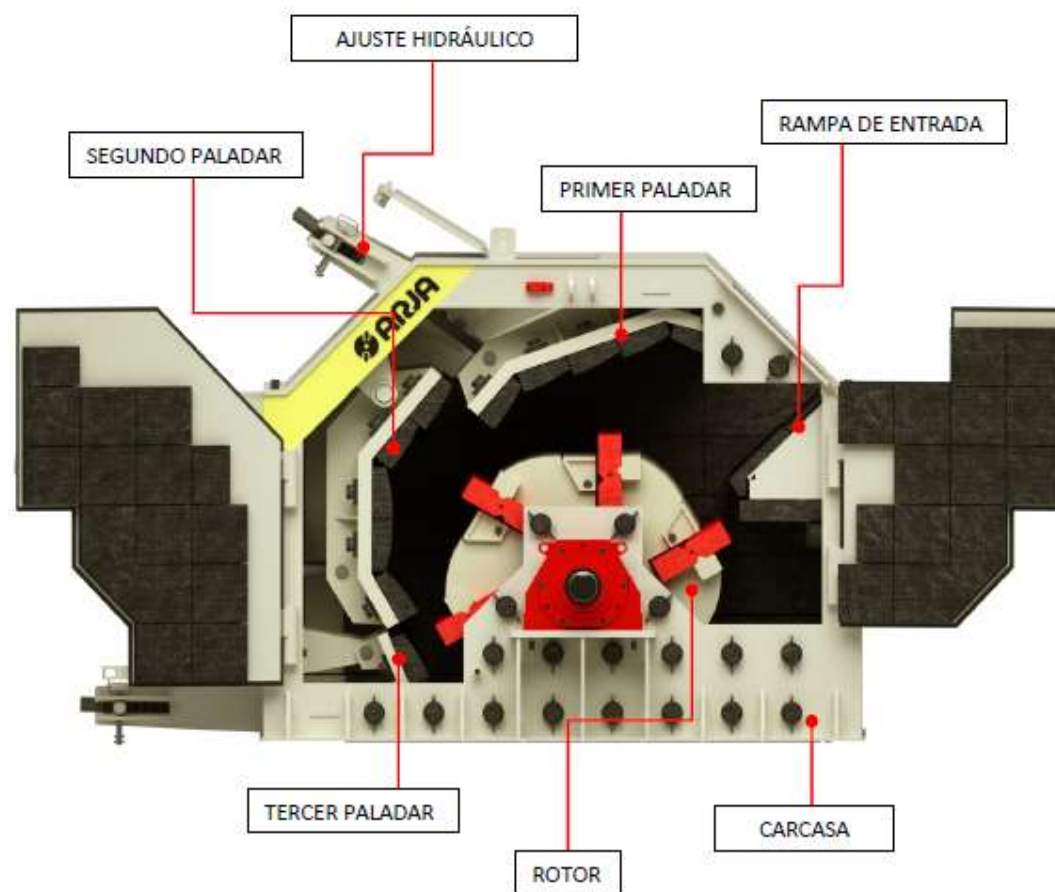 AJUSTE HIDRÁULICO
RAMPA DE ENTRADA
SEGUNDO PALADAR
PRIMER PALADAR
ARJA
TERCER PALADAR
CARCASA
ROTOR